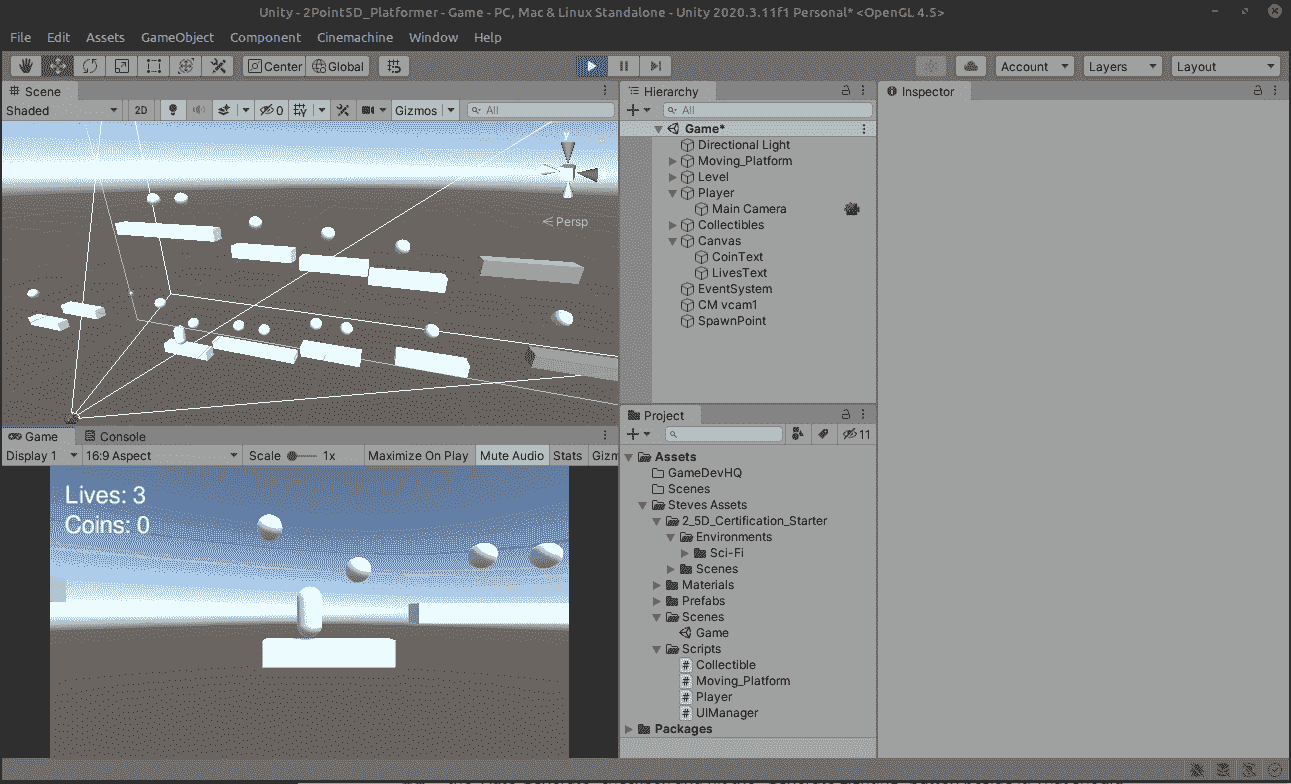 Unity - 2Point5D_Platformer - Game - PC, Mac & Linux Standalone - Unity 2020.3.11f1 Personal* <OpenGL 4.5>
File Edit Assets GameObject Component Cinemachine Window Help
Center Global Account Layers Layout
Scene
Shaded 2D 0 Gizmos All
y
Persp
Hierarchy
All
Game*
Directional Light
Moving_Platform
Level
Player
Main Camera
Collectibles
Canvas
CoinText
LivesText
EventSystem
CM vcam1
SpawnPoint
Inspector
Game Console
Display 1 16:9 Aspect Scale 1x Maximize On Play Mute Audio Stats Gizm
Lives: 3
Coins: 0
Project
11
Assets
GameDevHQ
Scenes
Steves Assets
2_5D_Certification_Starter
Environments
Sci-Fi
Scenes
Materials
Prefabs
Scenes
Game
Scripts
# Collectible
# Moving_Platform
# Player
# UIManager
Packages